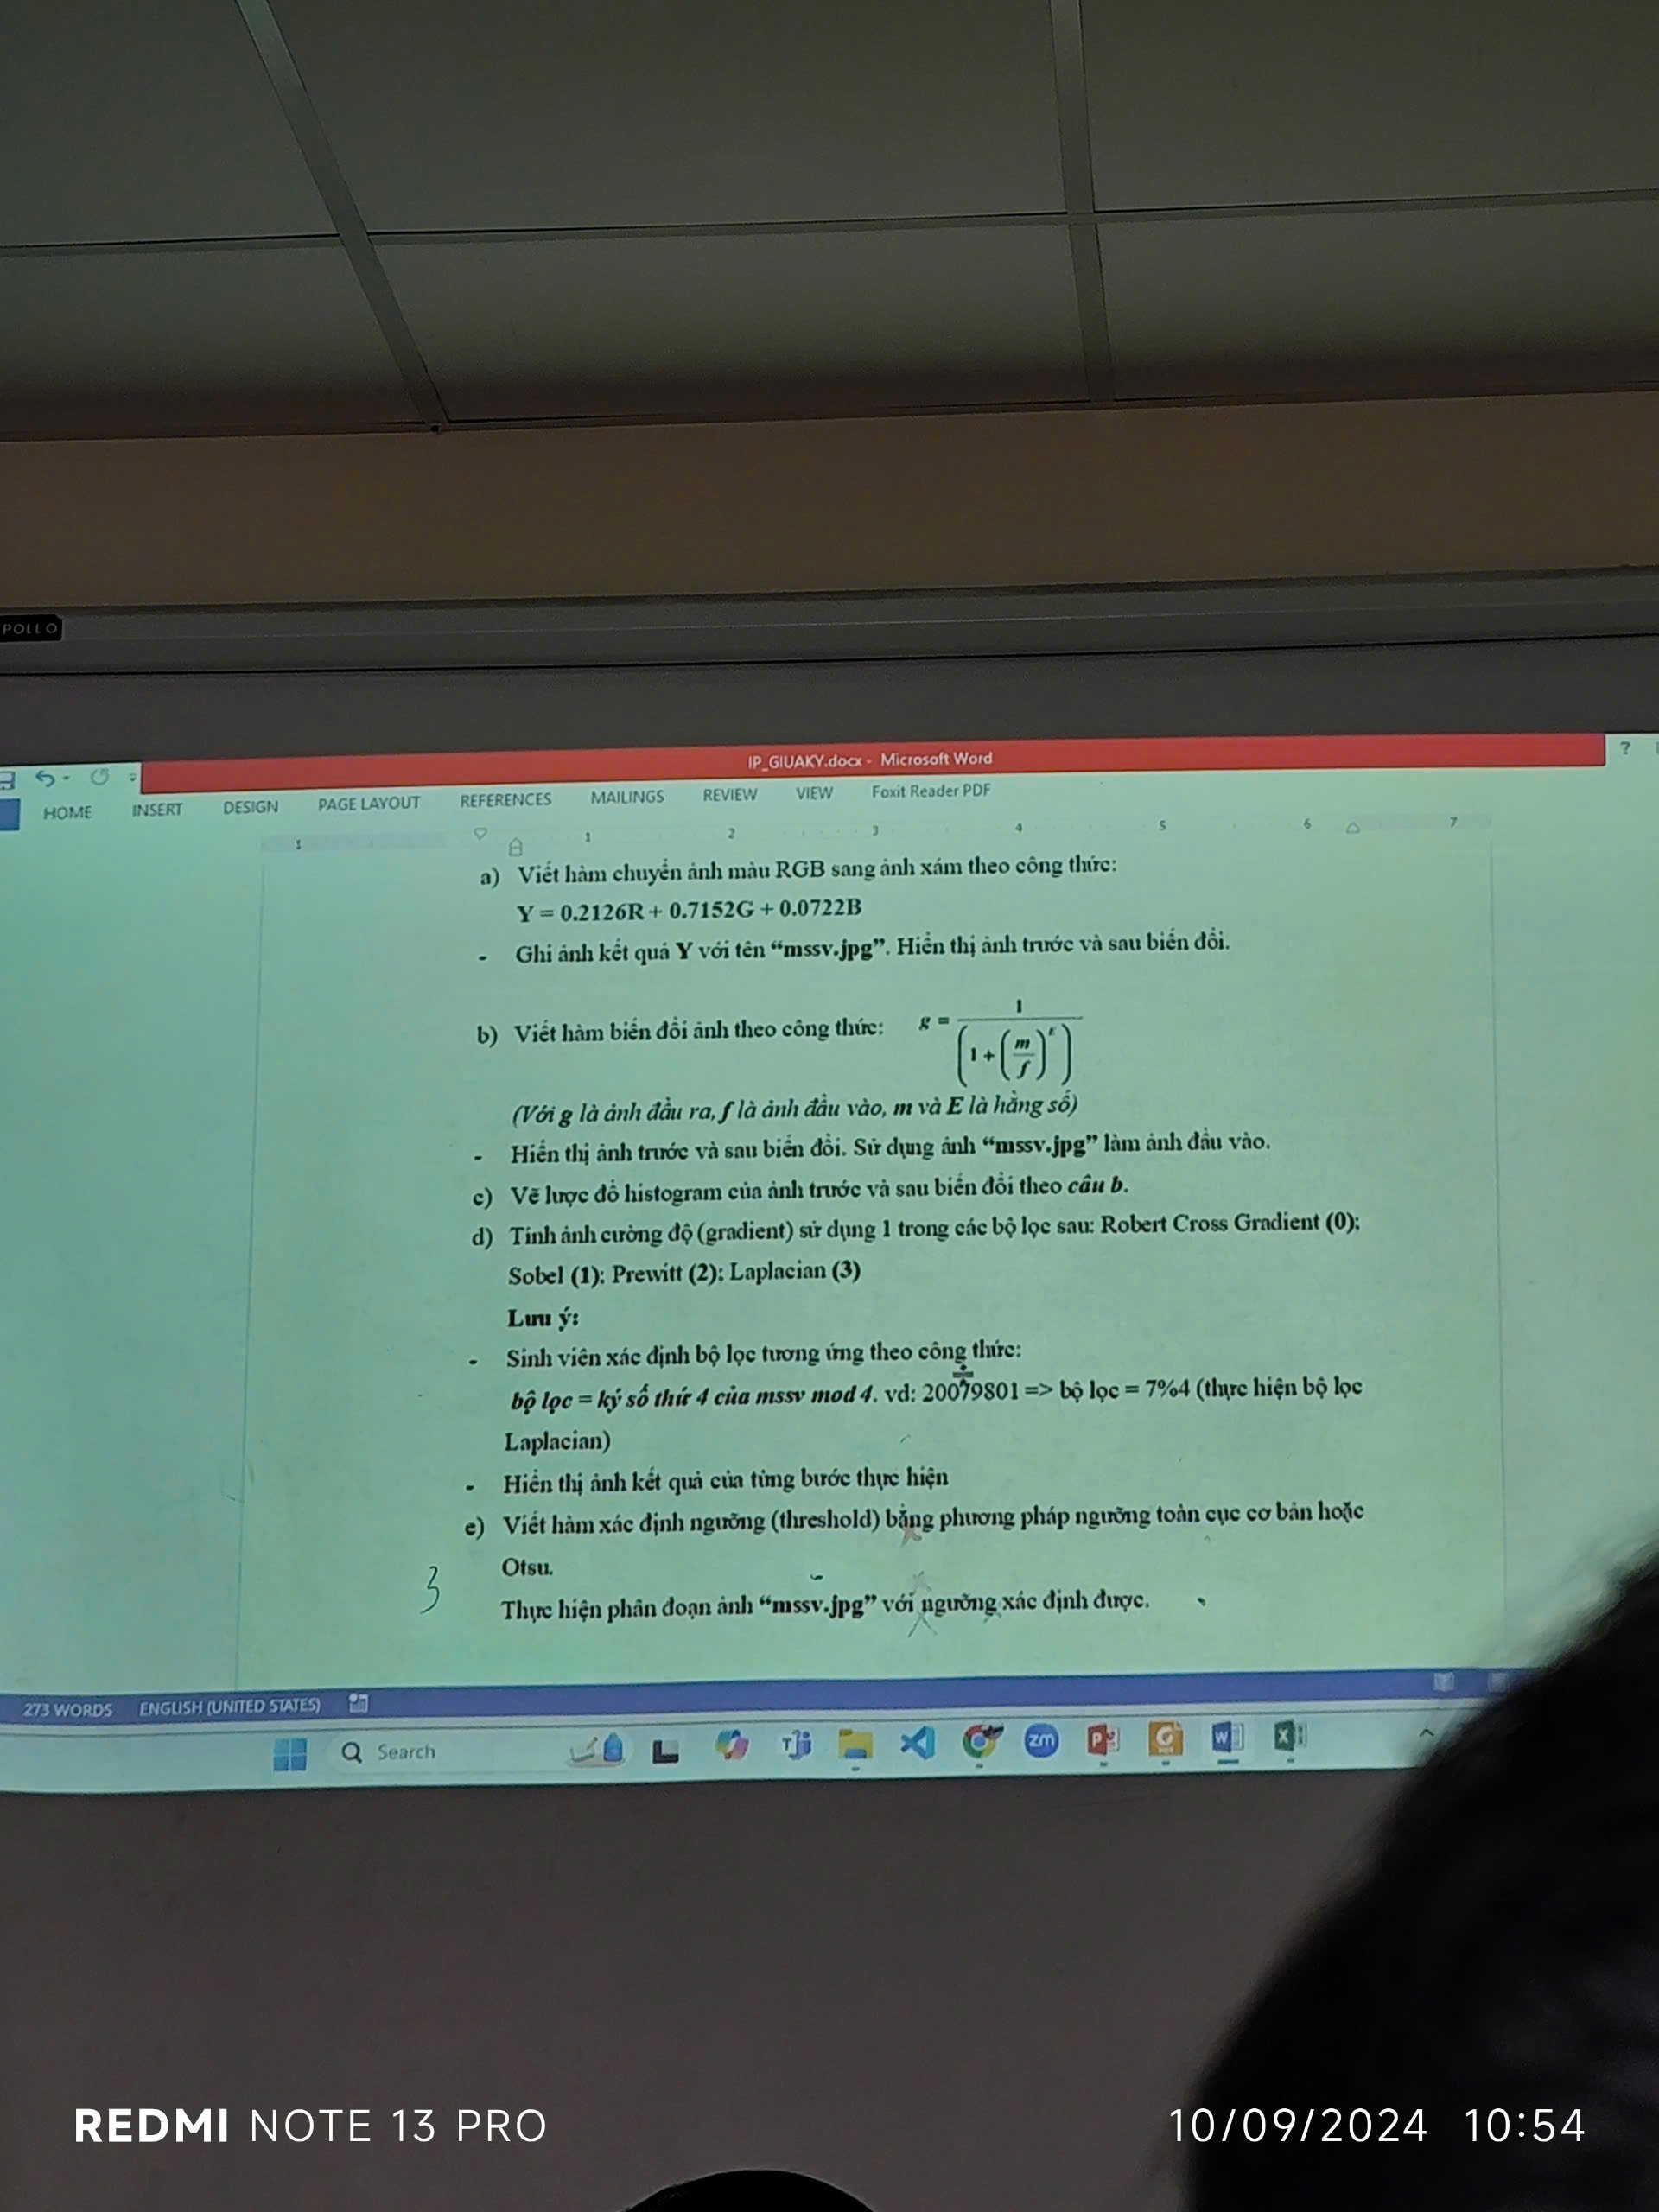 POLLO
IP_GIUAKY.docx - Microsoft Word
?
HOME INSERT DESIGN PAGE LAYOUT REFERENCES MAILINGS REVIEW VIEW Foxit Reader PDF
1 1 2 3 4 5 6 7
a) Viết hàm chuyển ảnh màu RGB sang ảnh xám theo công thức:
Y = 0.2126R + 0.7152G + 0.0722B
- Ghi ảnh kết quả Y với tên “mssv.jpg”. Hiển thị ảnh trước và sau biến đổi.
b) Viết hàm biến đổi ảnh theo công thức: g = 1 / (1 + (m/f)^E)
(Với g là ảnh đầu ra, f là ảnh đầu vào, m và E là hằng số)
- Hiển thị ảnh trước và sau biến đổi. Sử dụng ảnh “mssv.jpg” làm ảnh đầu vào.
c) Vẽ lược đồ histogram của ảnh trước và sau biến đổi theo câu b.
d) Tính ảnh cường độ (gradient) sử dụng 1 trong các bộ lọc sau: Robert Cross Gradient (0);
Sobel (1); Prewitt (2); Laplacian (3)
Lưu ý:
- Sinh viên xác định bộ lọc tương ứng theo công thức:
bộ lọc = ký số thứ 4 của mssv mod 4. vd: 20079801 => bộ lọc = 7%4 (thực hiện bộ lọc
Laplacian)
- Hiển thị ảnh kết quả của từng bước thực hiện
e) Viết hàm xác định ngưỡng (threshold) bằng phương pháp ngưỡng toàn cục cơ bản hoặc
Otsu.
3
Thực hiện phân đoạn ảnh “mssv.jpg” với ngưỡng xác định được.
273 WORDS ENGLISH (UNITED STATES)
Search
zm
REDMI NOTE 13 PRO
10/09/2024 10:54